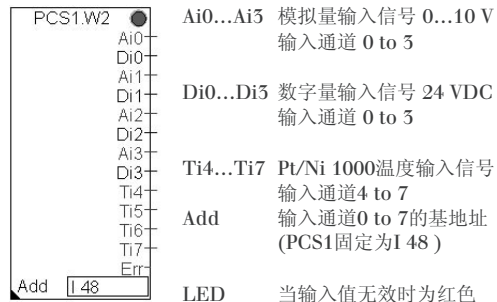 PCS1.W2
Ai0
Di0
Ai1
Di1
Ai2
Di2
Ai3
Di3
Ti4
Ti5
Ti6
Ti7
Err
Add I 48
Ai0…Ai3 模拟量输入信号 0…10 V
输入通道 0 to 3
Di0…Di3 数字量输入信号 24 VDC
输入通道 0 to 3
Ti4…Ti7 Pt/Ni 1000温度输入信号
输入通道4 to 7
Add 输入通道0 to 7的基地址
(PCS1固定为I 48 )
LED 当输入值无效时为红色